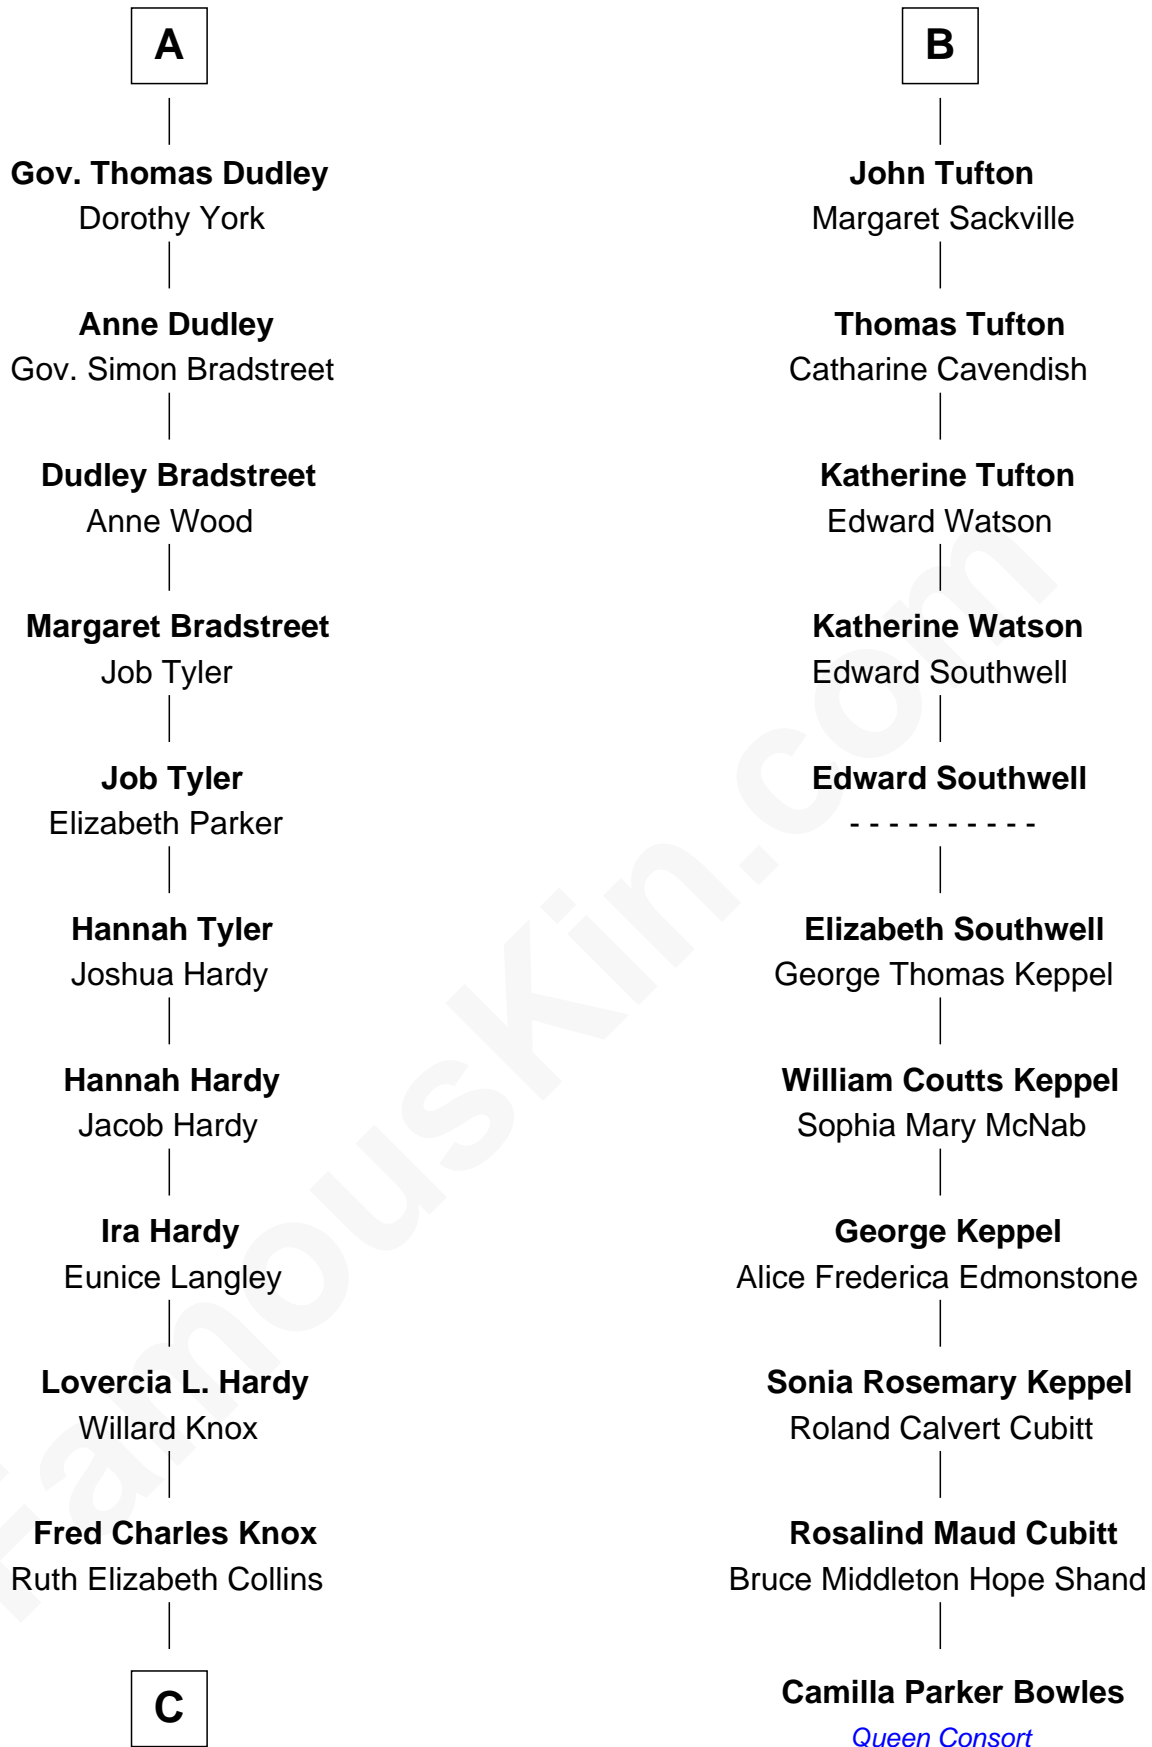 A
Gov. Thomas Dudley
Dorothy York
Anne Dudley
Gov. Simon Bradstreet
Dudley Bradstreet
Anne Wood
Margaret Bradstreet
Job Tyler
Job Tyler
Elizabeth Parker
Hannah Tyler
Joshua Hardy
Hannah Hardy
Jacob Hardy
Ira Hardy
Eunice Langley
Lovercia L. Hardy
Willard Knox
Fred Charles Knox
Ruth Elizabeth Collins
C
B
John Tufton
Margaret Sackville
Thomas Tufton
Catharine Cavendish
Katherine Tufton
Edward Watson
Katherine Watson
Edward Southwell
Edward Southwell
- - - - - - - - - -
Elizabeth Southwell
George Thomas Keppel
William Coutts Keppel
Sophia Mary McNab
George Keppel
Alice Frederica Edmonstone
Sonia Rosemary Keppel
Roland Calvert Cubitt
Rosalind Maud Cubitt
Bruce Middleton Hope Shand
Camilla Parker Bowles
Queen Consort
FamousKin.com